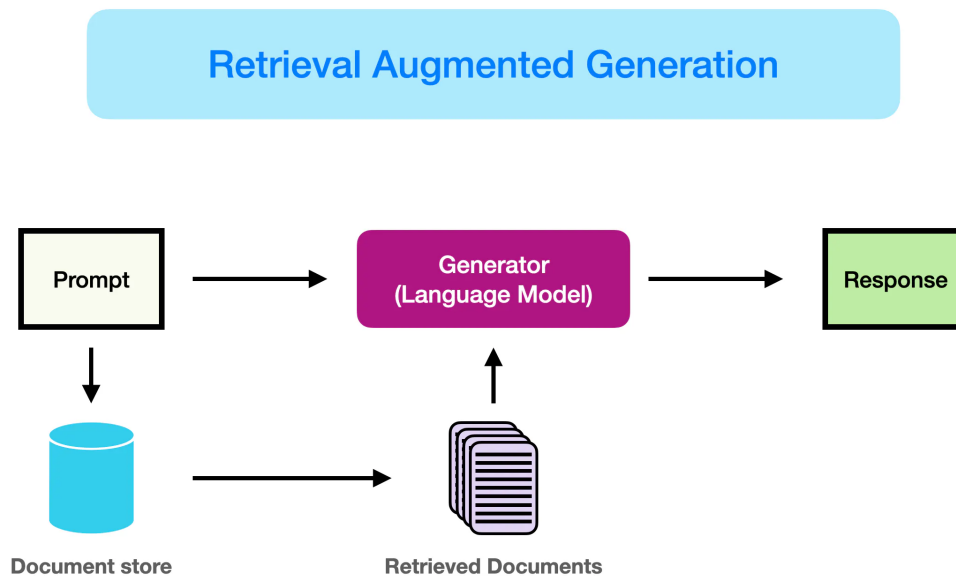 Retrieval Augmented Generation
Prompt
Generator
(Language Model)
Response
Document store
Retrieved Documents